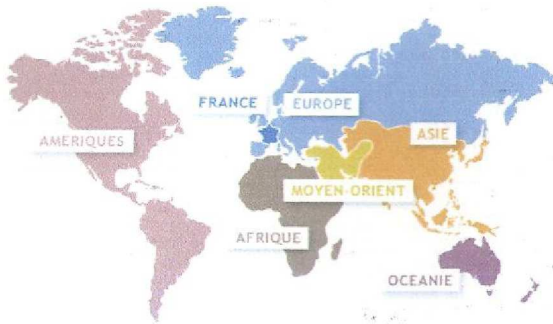 FRANCE
EUROPE
AMERIQUES
ASIE
MOYEN-ORIENT
AFRIQUE
OCEANIE